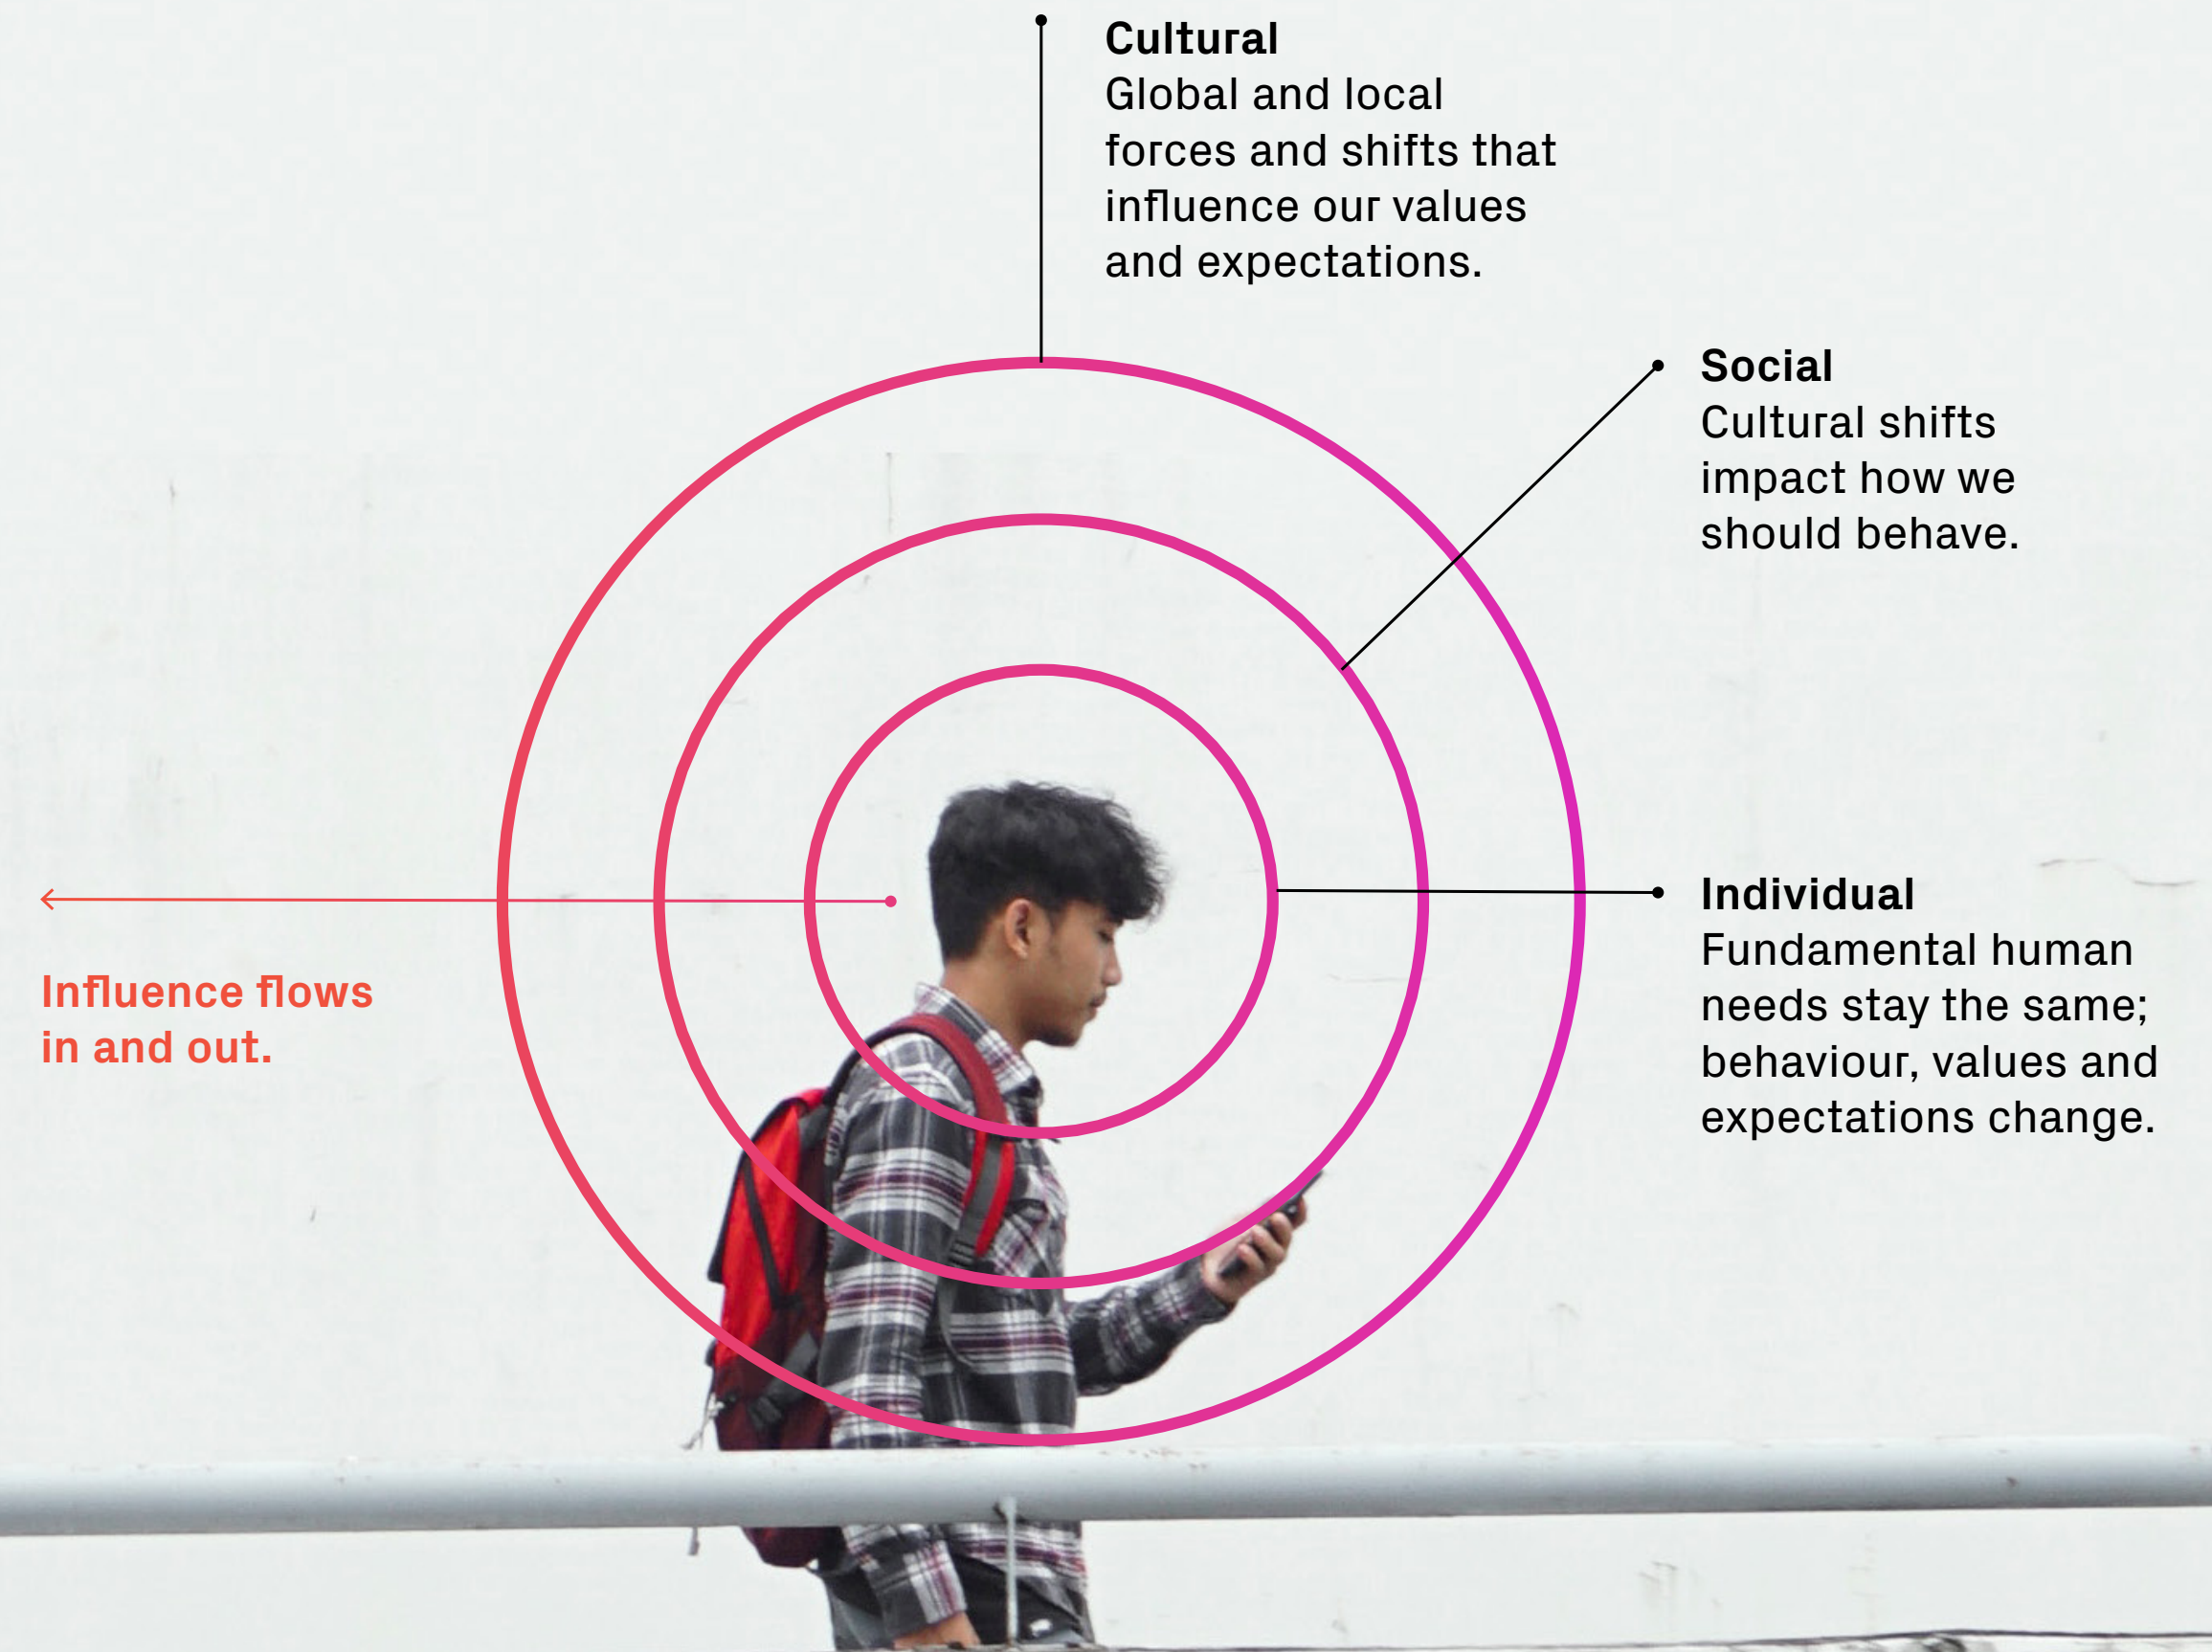 Cultural
Global and local
forces and shifts that
influence our values
and expectations.
Social
Cultural shifts
impact how we
should behave.
Individual
Fundamental human
needs stay the same;
behaviour, values and
expectations change.
Influence flows
in and out.